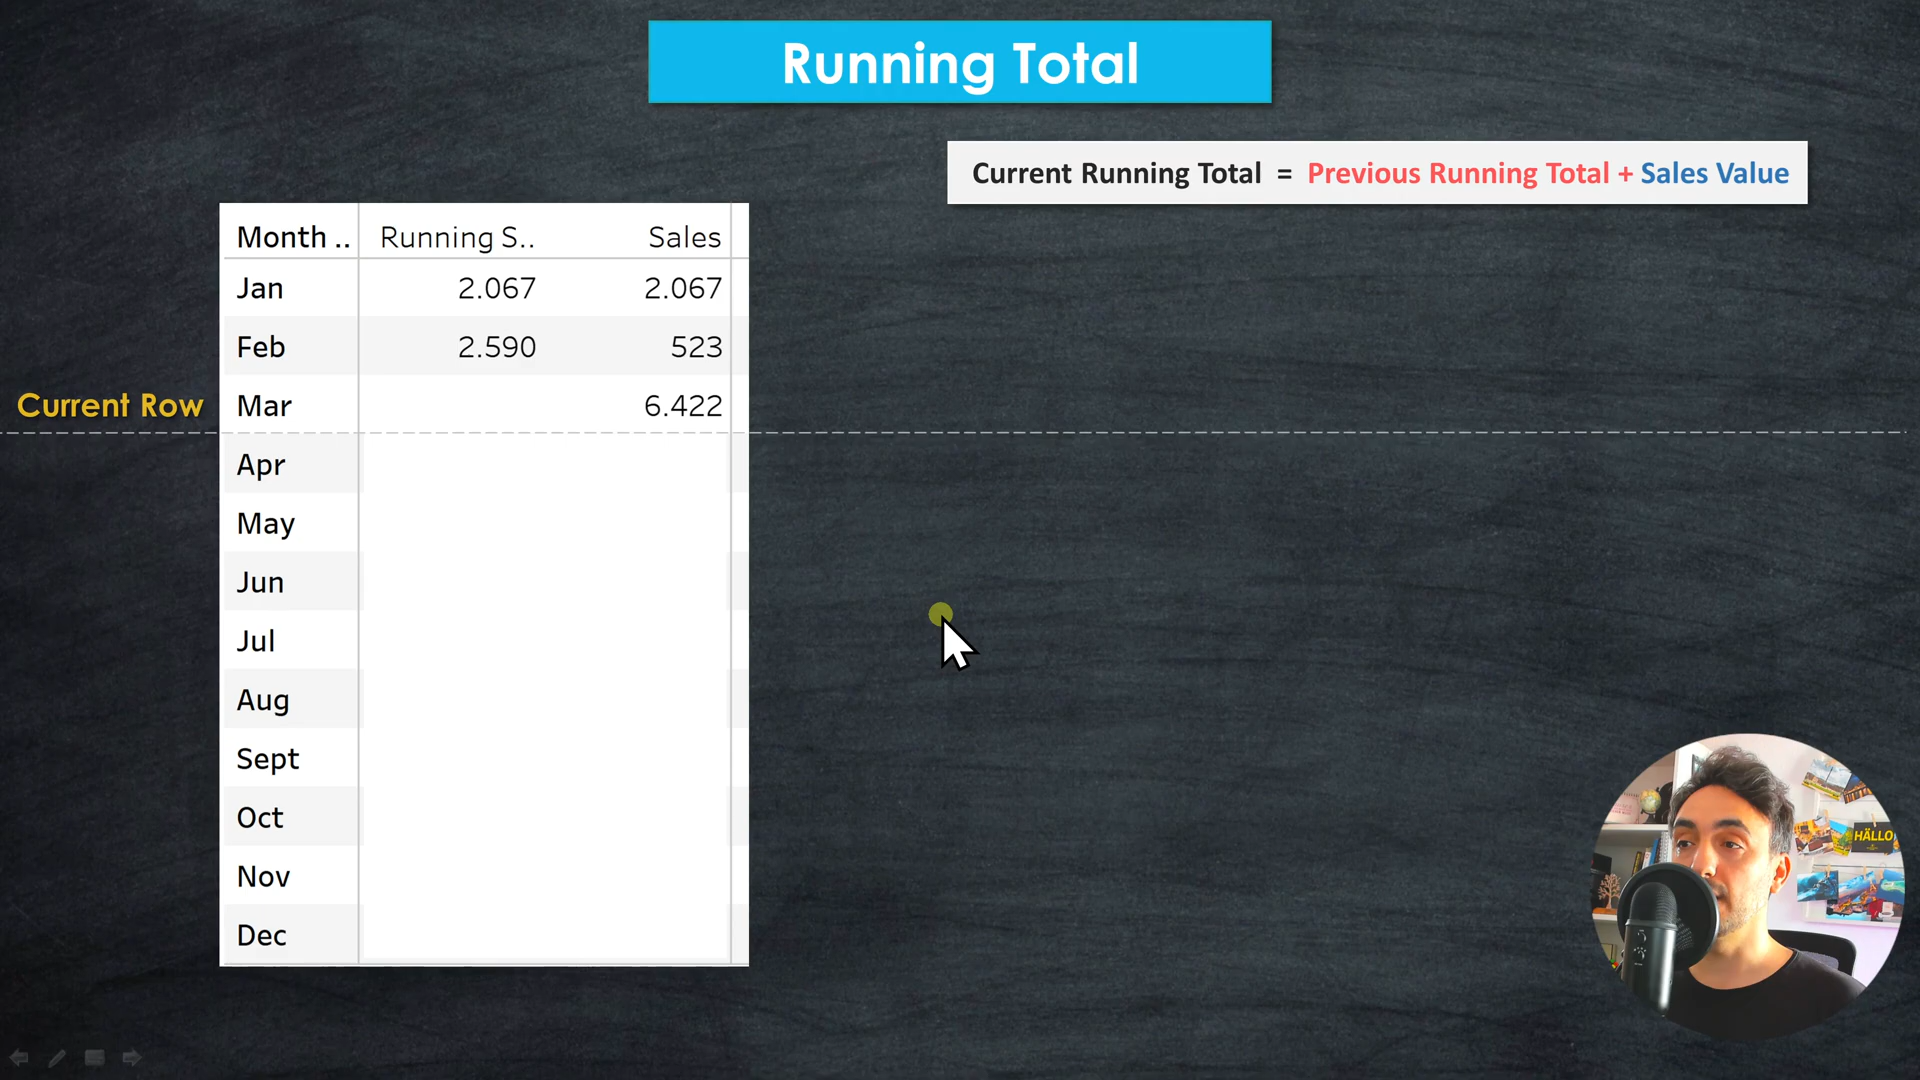 Running Total
Current Running Total = Previous Running Total + Sales Value
Month .. Running S.. Sales
Jan 2.067 2.067
Feb 2.590 523
Current Row Mar 6.422
Apr
May
Jun
Jul
Aug
Sept
Oct
Nov
Dec
HÄLLO